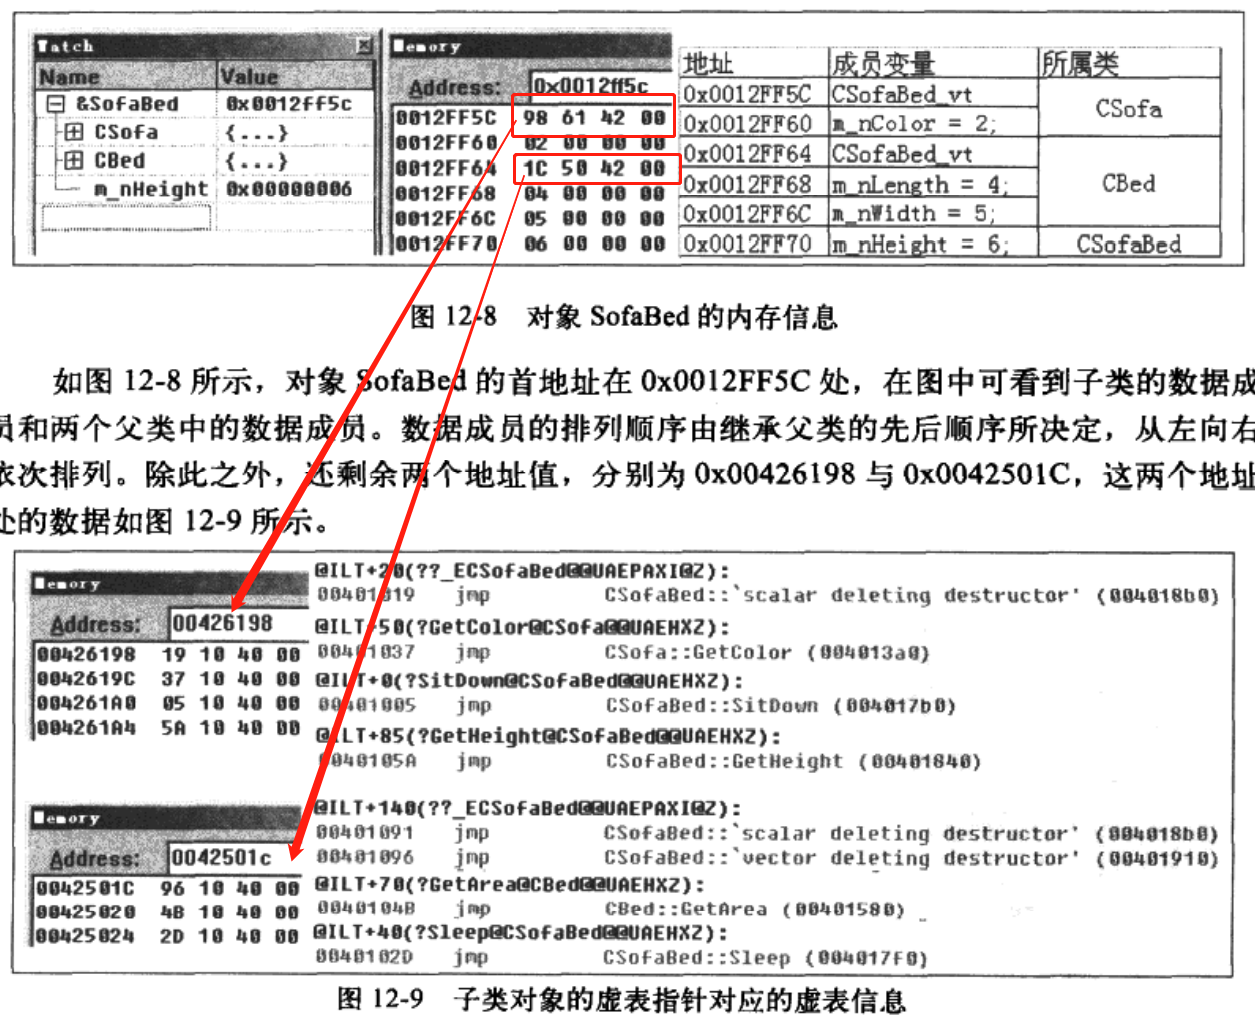 Watch
Name Value
&SofaBed 0x0012ff5c
CSofa {...}
CBed {...}
m_nHeight 0x00000006
Memory
Address: 0x0012ff5c
0012FF5C 98 61 42 00
0012FF60 02 00 00 00
0012FF64 1C 50 42 00
0012FF68 04 00 00 00
0012FF6C 05 00 00 00
0012FF70 06 00 00 00
地址 成员变量 所属类
0x0012FF5C CSofaBed_vt CSofa
0x0012FF60 m_nColor = 2;
0x0012FF64 CSofaBed_vt CBed
0x0012FF68 m_nLength = 4;
0x0012FF6C m_nWidth = 5;
0x0012FF70 m_nHeight = 6; CSofaBed
图 12-8 对象 SofaBed 的内存信息
如图 12-8 所示，对象 SofaBed 的首地址在 0x0012FF5C 处，在图中可看到子类的数据成
员和两个父类中的数据成员。数据成员的排列顺序由继承父类的先后顺序所决定，从左向右
依次排列。除此之外，还剩余两个地址值，分别为 0x00426198 与 0x0042501C，这两个地址
处的数据如图 12-9 所示。
Memory
Address: 00426198
00426198 19 10 40 00
0042619C 37 10 40 00
004261A0 05 10 40 00
004261A4 5A 10 40 00
@ILT+20(??_ECSofaBed@@UAEPAXI@Z):
00401019 jmp CSofaBed::`scalar deleting destructor' (004018b0)
@ILT+50(?GetColor@CSofa@@UAEHXZ):
00401037 jmp CSofa::GetColor (004013a0)
@ILT+0(?SitDown@CSofaBed@@UAEHXZ):
00401005 jmp CSofaBed::SitDown (004017b0)
@ILT+85(?GetHeight@CSofaBed@@UAEHXZ):
0040105A jmp CSofaBed::GetHeight (00401840)
Memory
Address: 0042501c
0042501C 96 10 40 00
00425020 4B 10 40 00
00425024 2D 10 40 00
@ILT+140(??_ECSofaBed@@UAEPAXI@Z):
00401091 jmp CSofaBed::`scalar deleting destructor' (004018b0)
00401096 jmp CSofaBed::`vector deleting destructor' (00401910)
@ILT+70(?GetArea@CBed@@UAEHXZ):
0040104B jmp CBed::GetArea (00401580)
@ILT+40(?Sleep@CSofaBed@@UAEHXZ):
0040102D jmp CSofaBed::Sleep (004017F0)
图 12-9 子类对象的虚表指针对应的虚表信息